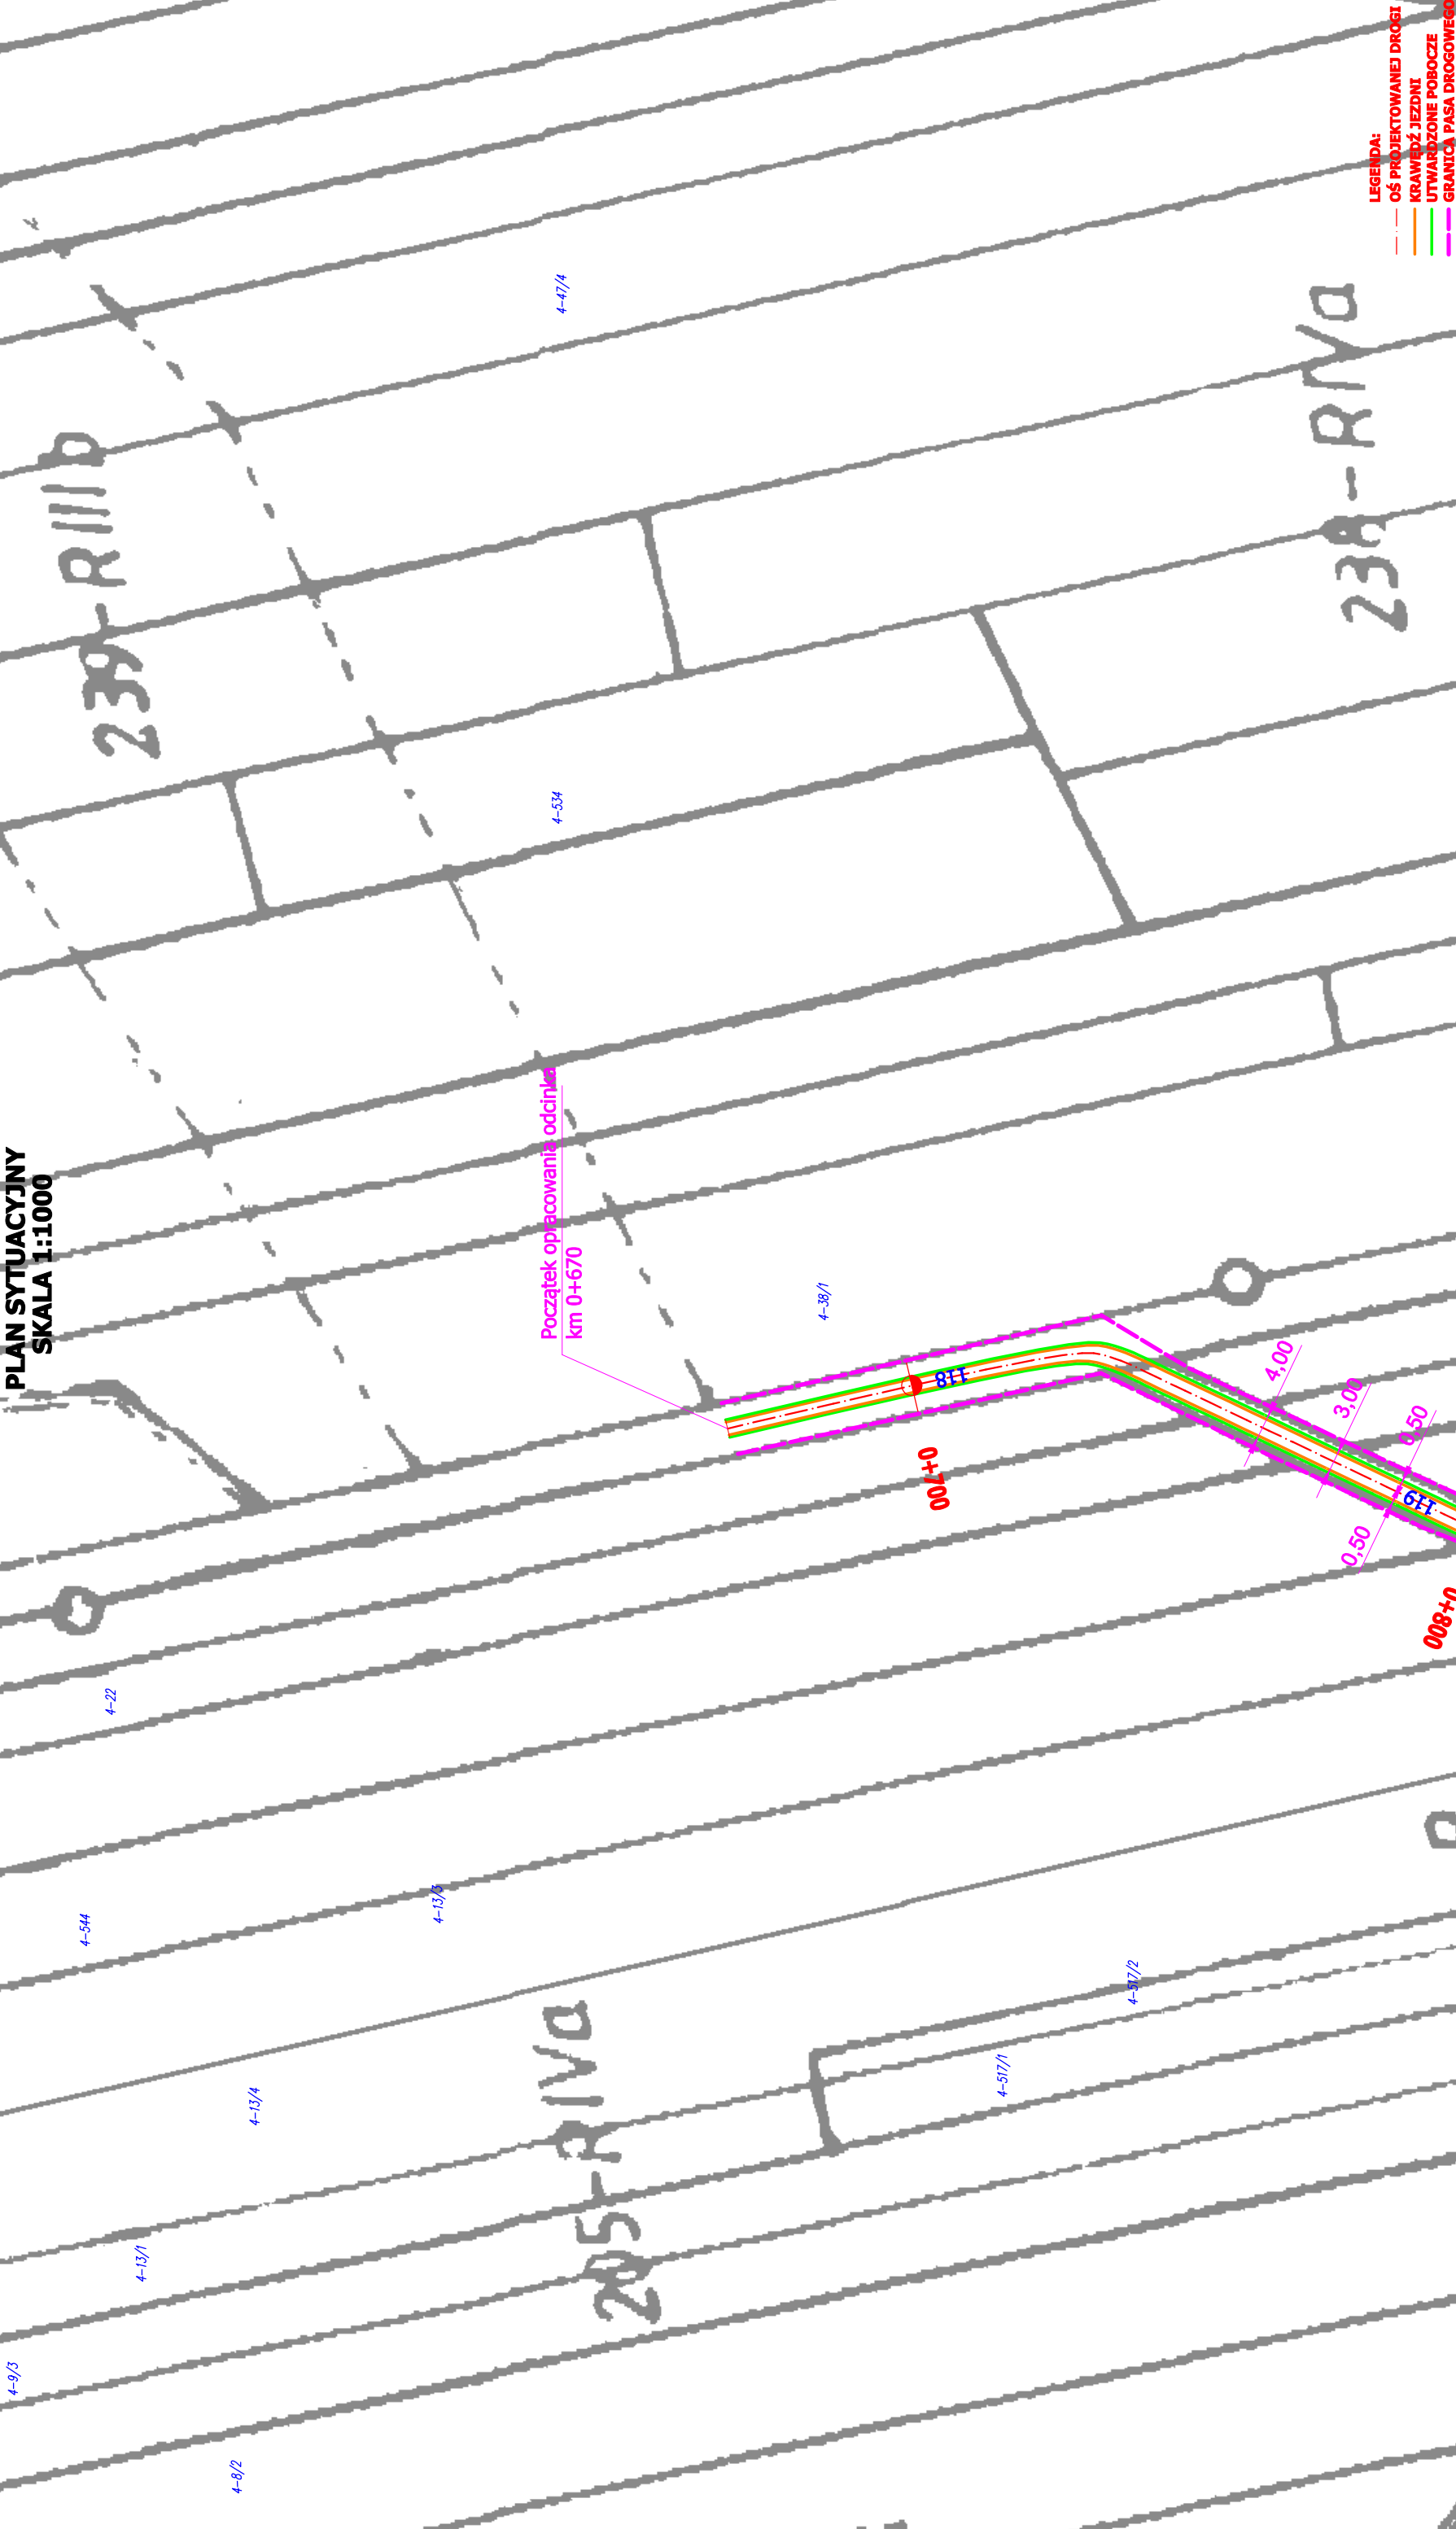 PLAN SYTUACYJNY
SKALA 1:1000
LEGENDA:
OŚ PROJEKTOWANEJ DROGI
KRAWĘDŹ JEZDNI
UTWARDZONE POBOCZE
GRANICA PASA DROGOWEGO
239-RIIIb
4-47/4
23A-RIVa
4-534
Początek opracowania odcinka
km 0+670
4-38/1
118
0+700
4,00
3,00
0,50
0,50
119
0+800
4-22
4-544
4-13/3
4-13/4
4-13/1
4-9/3
4-8/2
205-RIVa
4-517/2
4-517/1